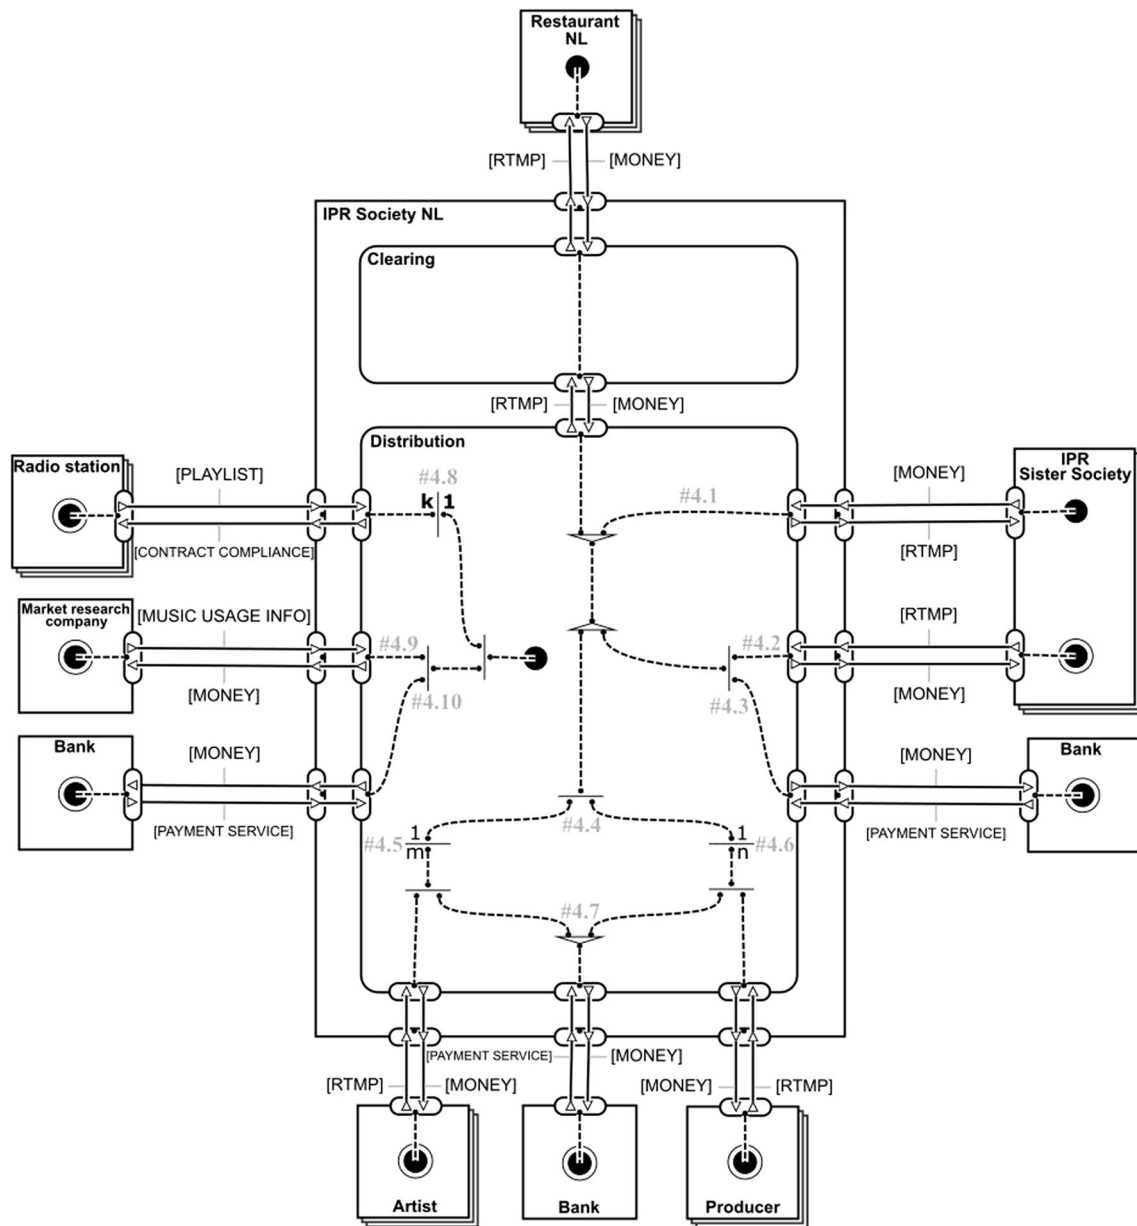 Restaurant
NL
[RTMP]
[MONEY]
IPR Society NL
Clearing
[RTMP]
[MONEY]
Distribution
Radio station
[PLAYLIST]
[CONTRACT COMPLIANCE]
#4.8
k 1
#4.1
[MONEY]
[RTMP]
IPR
Sister Society
Market research
company
[MUSIC USAGE INFO]
[MONEY]
#4.9
#4.10
#4.2
#4.3
[RTMP]
[MONEY]
Bank
[MONEY]
[PAYMENT SERVICE]
[MONEY]
[PAYMENT SERVICE]
Bank
#4.4
#4.5
1
m
1
n
#4.6
#4.7
[PAYMENT SERVICE]
[MONEY]
[RTMP]
[MONEY]
[MONEY]
[RTMP]
Artist
Bank
Producer